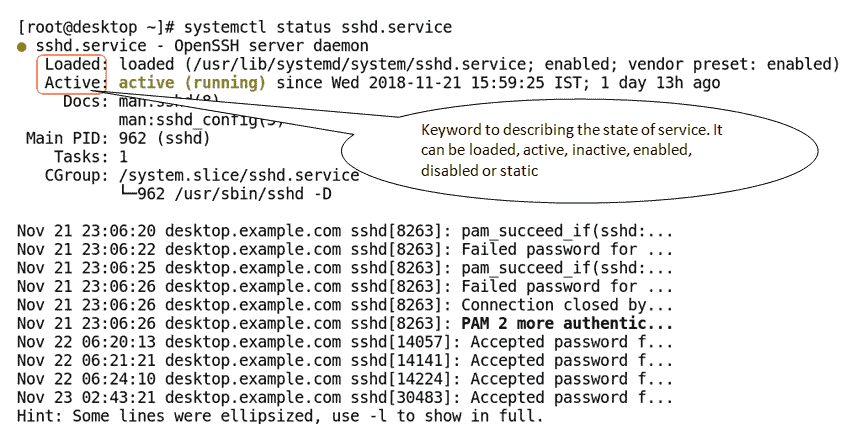 [root@desktop ~]# systemctl status sshd.service
● sshd.service - OpenSSH server daemon
Loaded: loaded (/usr/lib/systemd/system/sshd.service; enabled; vendor preset: enabled)
Active: active (running) since Wed 2018-11-21 15:59:25 IST; 1 day 13h ago
Docs: man:sshd(8)
man:sshd_config(5)
Main PID: 962 (sshd)
Tasks: 1
CGroup: /system.slice/sshd.service
└─962 /usr/sbin/sshd -D
Keyword to describing the state of service. It
can be loaded, active, inactive, enabled,
disabled or static
Nov 21 23:06:20 desktop.example.com sshd[8263]: pam_succeed_if(sshd:...
Nov 21 23:06:22 desktop.example.com sshd[8263]: Failed password for ...
Nov 21 23:06:25 desktop.example.com sshd[8263]: pam_succeed_if(sshd:...
Nov 21 23:06:26 desktop.example.com sshd[8263]: Failed password for ...
Nov 21 23:06:26 desktop.example.com sshd[8263]: Connection closed by...
Nov 21 23:06:26 desktop.example.com sshd[8263]: PAM 2 more authentic...
Nov 22 06:20:13 desktop.example.com sshd[14057]: Accepted password f...
Nov 22 06:21:21 desktop.example.com sshd[14141]: Accepted password f...
Nov 22 06:24:10 desktop.example.com sshd[14224]: Accepted password f...
Nov 23 02:43:21 desktop.example.com sshd[30483]: Accepted password f...
Hint: Some lines were ellipsized, use -l to show in full.